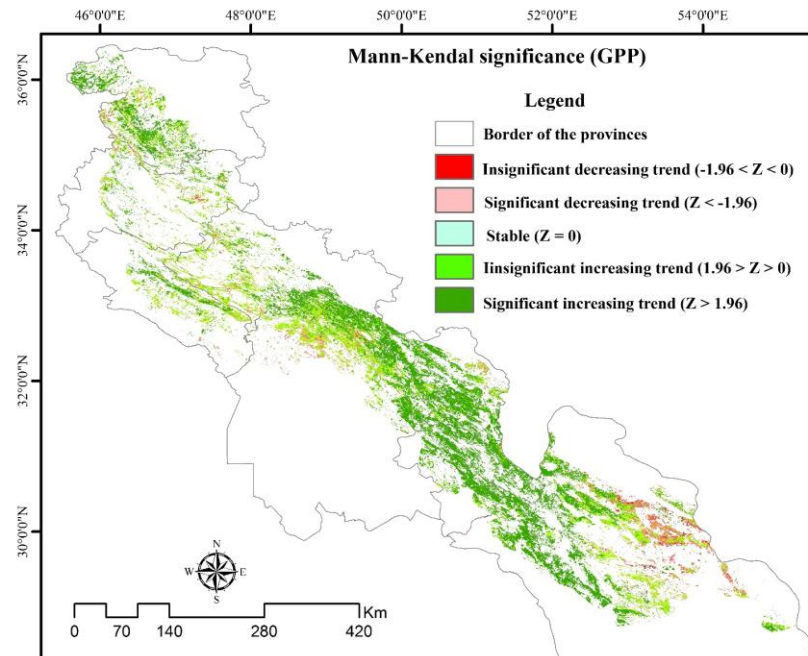 46°0'0"E 48°0'0"E 50°0'0"E 52°0'0"E 54°0'0"E
Mann-Kendal significance (GPP)
Legend
Border of the provinces
Insignificant decreasing trend (-1.96 < Z < 0)
Significant decreasing trend (Z < -1.96)
Stable (Z = 0)
Iinsignificant increasing trend (1.96 > Z > 0)
Significant increasing trend (Z > 1.96)
36°0'0"N
34°0'0"N
32°0'0"N
30°0'0"N
N
W E
S
Km
0 70 140 280 420